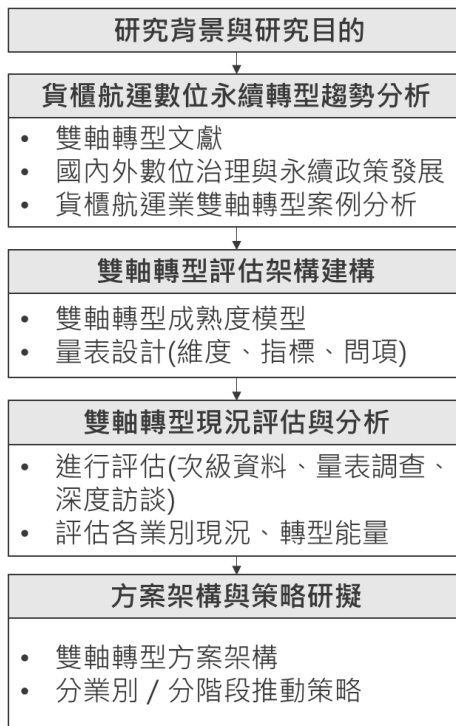 研究背景與研究目的
貨櫃航運數位永續轉型趨勢分析
• 雙軸轉型文獻
• 國內外數位治理與永續政策發展
• 貨櫃航運業雙軸轉型案例分析
雙軸轉型評估架構建構
• 雙軸轉型成熟度模型
• 量表設計(維度、指標、問項)
雙軸轉型現況評估與分析
• 進行評估(次級資料、量表調查、
深度訪談)
• 評估各業別現況、轉型能量
方案架構與策略研擬
• 雙軸轉型方案架構
• 分業別 / 分階段推動策略